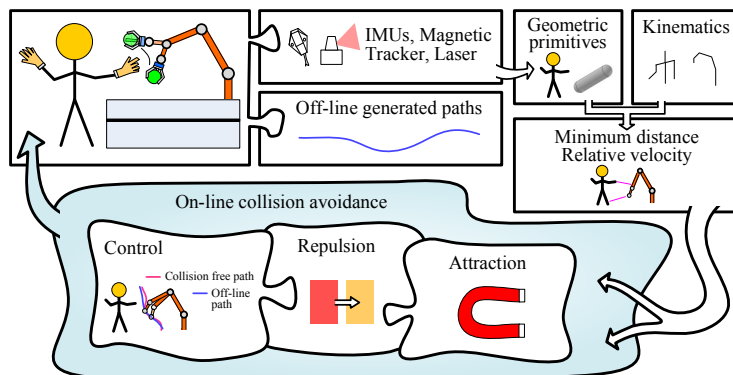 IMUs, Magnetic
Tracker, Laser
Geometric
primitives
Kinematics
Off-line generated paths
Minimum distance
Relative velocity
On-line collision avoidance
Control
Collision free path
Off-line
path
Repulsion
Attraction